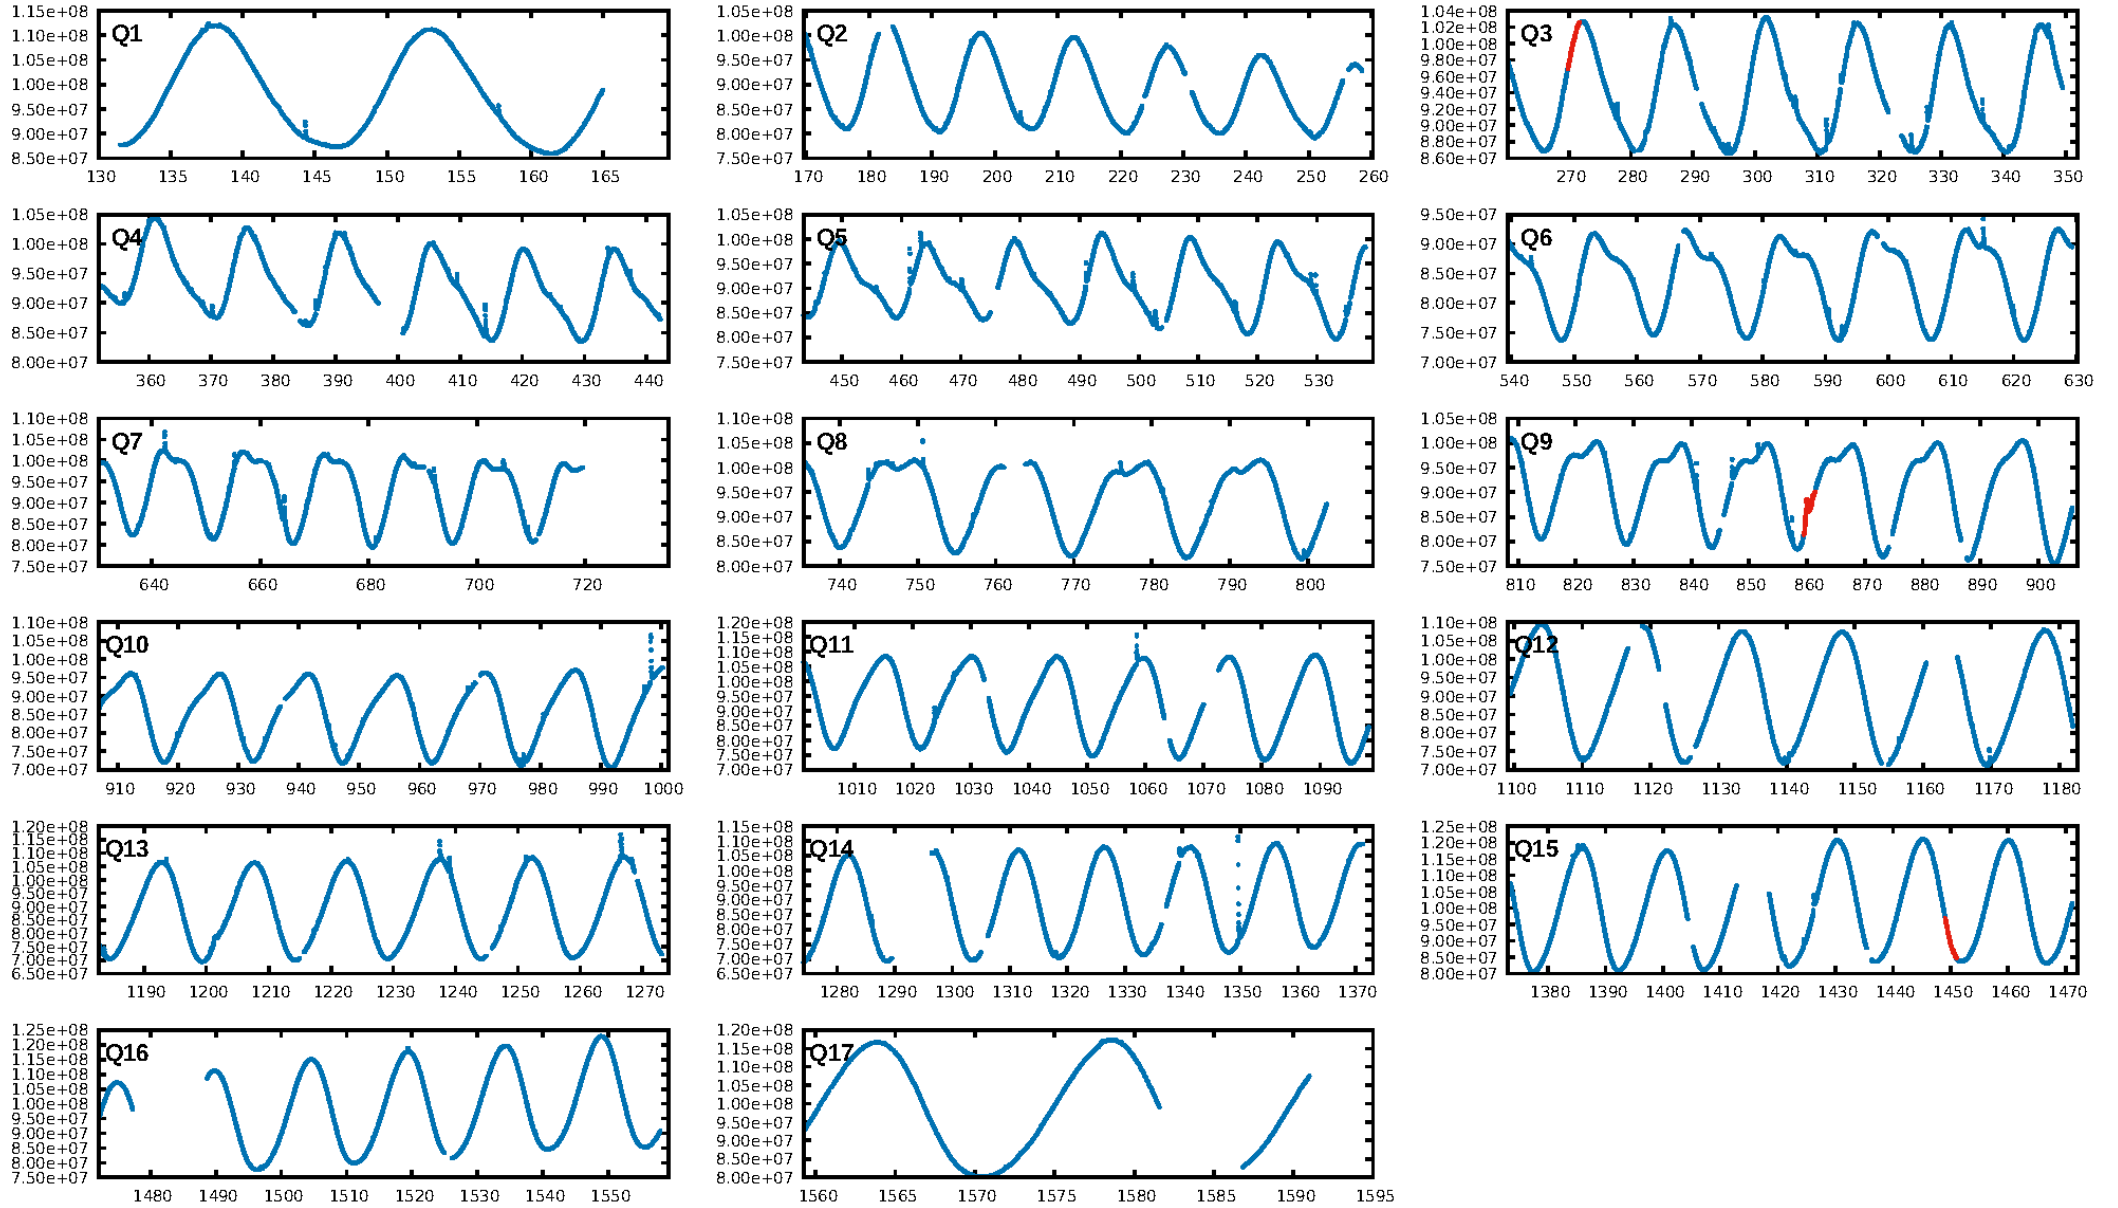 1.15e+08
1.10e+08
1.05e+08
1.00e+08
9.50e+07
9.00e+07
8.50e+07
Q1
130 135 140 145 150 155 160 165
1.05e+08
1.00e+08
9.50e+07
9.00e+07
8.50e+07
8.00e+07
7.50e+07
Q2
170 180 190 200 210 220 230 240 250 260
1.04e+08
1.02e+08
1.00e+08
9.80e+07
9.60e+07
9.40e+07
9.20e+07
9.00e+07
8.80e+07
8.60e+07
Q3
270 280 290 300 310 320 330 340 350
1.05e+08
1.00e+08
9.50e+07
9.00e+07
8.50e+07
8.00e+07
Q4
360 370 380 390 400 410 420 430 440
1.05e+08
1.00e+08
9.50e+07
9.00e+07
8.50e+07
8.00e+07
7.50e+07
Q5
450 460 470 480 490 500 510 520 530
9.50e+07
9.00e+07
8.50e+07
8.00e+07
7.50e+07
7.00e+07
Q6
540 550 560 570 580 590 600 610 620 630
1.10e+08
1.05e+08
1.00e+08
9.50e+07
9.00e+07
8.50e+07
8.00e+07
7.50e+07
Q7
640 660 680 700 720
1.10e+08
1.05e+08
1.00e+08
9.50e+07
9.00e+07
8.50e+07
8.00e+07
Q8
740 750 760 770 780 790 800
1.05e+08
1.00e+08
9.50e+07
9.00e+07
8.50e+07
8.00e+07
7.50e+07
Q9
810 820 830 840 850 860 870 880 890 900
1.10e+08
1.05e+08
1.00e+08
9.50e+07
9.00e+07
8.50e+07
8.00e+07
7.50e+07
7.00e+07
Q10
910 920 930 940 950 960 970 980 990 1000
1.20e+08
1.15e+08
1.10e+08
1.05e+08
1.00e+08
9.50e+07
9.00e+07
8.50e+07
8.00e+07
7.50e+07
7.00e+07
Q11
1010 1020 1030 1040 1050 1060 1070 1080 1090
1.10e+08
1.05e+08
1.00e+08
9.50e+07
9.00e+07
8.50e+07
8.00e+07
7.50e+07
7.00e+07
Q12
1100 1110 1120 1130 1140 1150 1160 1170 1180
1.20e+08
1.15e+08
1.10e+08
1.05e+08
1.00e+08
9.50e+07
9.00e+07
8.50e+07
8.00e+07
7.50e+07
7.00e+07
6.50e+07
Q13
1190 1200 1210 1220 1230 1240 1250 1260 1270
1.15e+08
1.10e+08
1.05e+08
1.00e+08
9.50e+07
9.00e+07
8.50e+07
8.00e+07
7.50e+07
7.00e+07
6.50e+07
Q14
1280 1290 1300 1310 1320 1330 1340 1350 1360 1370
1.25e+08
1.20e+08
1.15e+08
1.10e+08
1.05e+08
1.00e+08
9.50e+07
9.00e+07
8.50e+07
8.00e+07
Q15
1380 1390 1400 1410 1420 1430 1440 1450 1460 1470
1.25e+08
1.20e+08
1.15e+08
1.10e+08
1.05e+08
1.00e+08
9.50e+07
9.00e+07
8.50e+07
8.00e+07
7.50e+07
Q16
1480 1490 1500 1510 1520 1530 1540 1550
1.20e+08
1.15e+08
1.10e+08
1.05e+08
1.00e+08
9.50e+07
9.00e+07
8.50e+07
8.00e+07
Q17
1560 1565 1570 1575 1580 1585 1590 1595